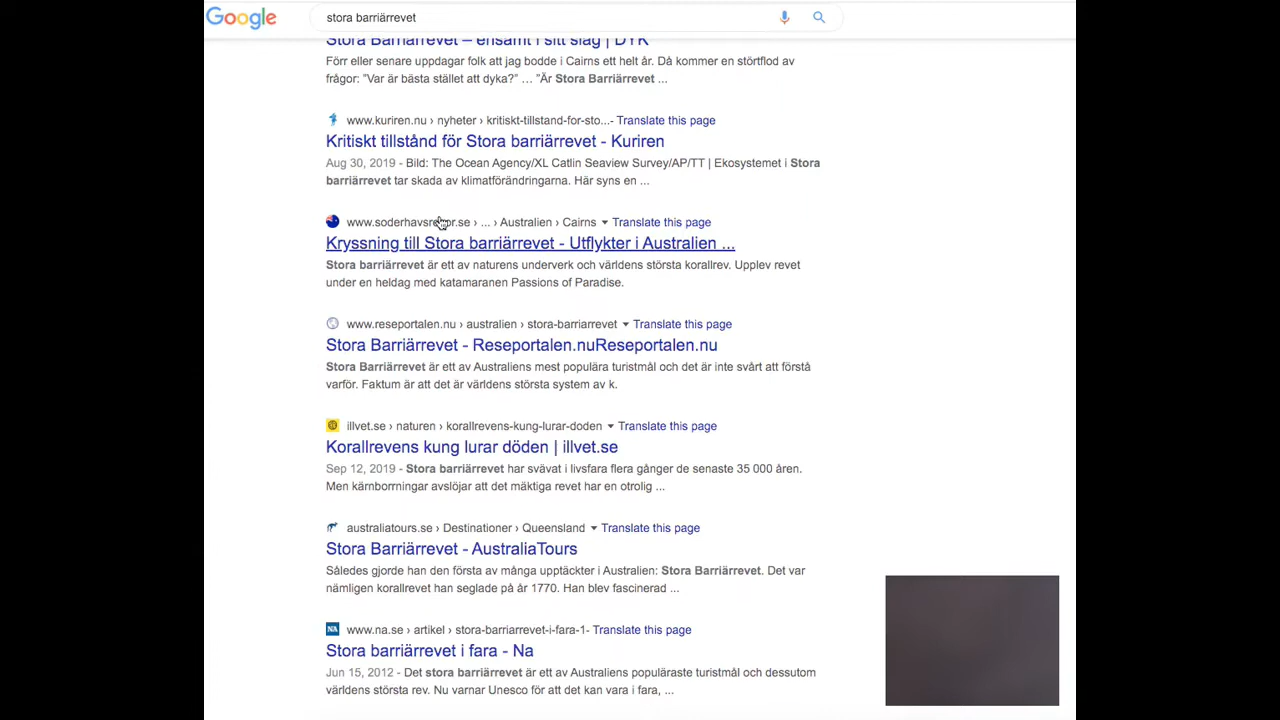 Google
stora barriärrevet
Stora Barriärrevet – ensamt i sitt slag | DYK
Förr eller senare uppdagar folk att jag bodde i Cairns ett helt år. Då kommer en störtflod av
frågor: ”Var är bästa stället att dyka?” ... ”Är Stora Barriärrevet ...
www.kuriren.nu › nyheter › kritiskt-tillstand-for-sto...- Translate this page
Kritiskt tillstånd för Stora barriärrevet - Kuriren
Aug 30, 2019 - Bild: The Ocean Agency/XL Catlin Seaview Survey/AP/TT | Ekosystemet i Stora
barriärrevet tar skada av klimatförändringarna. Här syns en ...
www.soderhavsresor.se › ... › Australien › Cairns Translate this page
Kryssning till Stora barriärrevet - Utflykter i Australien ...
Stora barriärrevet är ett av naturens underverk och världens största korallrev. Upplev revet
under en heldag med katamaranen Passions of Paradise.
www.reseportalen.nu › australien › stora-barriarrevet Translate this page
Stora Barriärrevet - Reseportalen.nuReseportalen.nu
Stora Barriärrevet är ett av Australiens mest populära turistmål och det är inte svårt att förstå
varför. Faktum är att det är världens största system av k.
illvet.se › naturen › korallrevens-kung-lurar-doden Translate this page
Korallrevens kung lurar döden | illvet.se
Sep 12, 2019 - Stora barriärrevet har svävat i livsfara flera gånger de senaste 35 000 åren.
Men kärnborrningar avslöjar att det mäktiga revet har en otrolig ...
australiatours.se › Destinationer › Queensland Translate this page
Stora Barriärrevet - AustraliaTours
Således gjorde han den första av många upptäckter i Australien: Stora Barriärrevet. Det var
nämligen korallrevet han seglade på år 1770. Han blev fascinerad ...
NA www.na.se › artikel › stora-barriarrevet-i-fara-1- Translate this page
Stora barriärrevet i fara - Na
Jun 15, 2012 - Det stora barriärrevet är ett av Australiens populäraste turistmål och dessutom
världens största rev. Nu varnar Unesco för att det kan vara i fara, ...